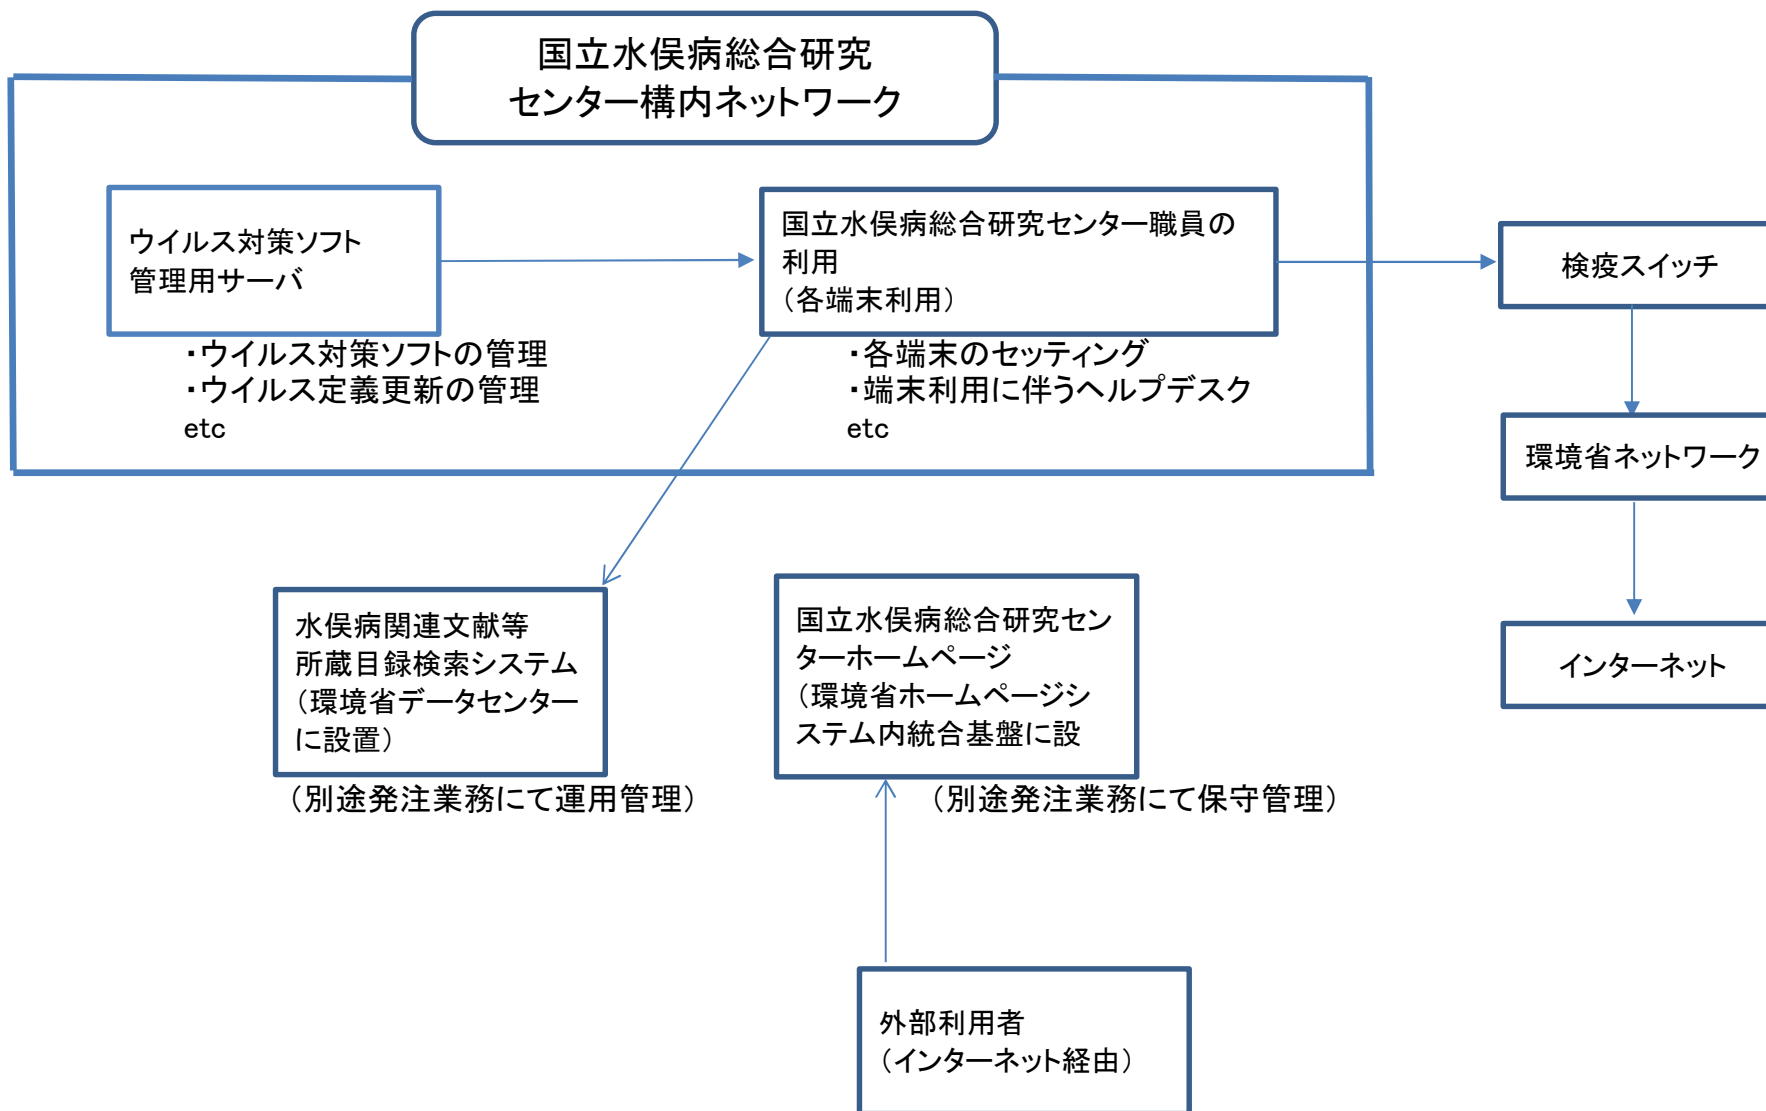 国立水俣病総合研究
センター構内ネットワーク
ウイルス対策ソフト
管理用サーバ
・ウイルス対策ソフトの管理
・ウイルス定義更新の管理
etc
国立水俣病総合研究センター職員の
利用
（各端末利用）
・各端末のセッティング
・端末利用に伴うヘルプデスク
etc
検疫スイッチ
環境省ネットワーク
インターネット
水俣病関連文献等
所蔵目録検索システム
（環境省データセンター
に設置）
（別途発注業務にて運用管理）
国立水俣病総合研究セン
ターホームページ
（環境省ホームページシ
ステム内統合基盤に設
（別途発注業務にて保守管理）
外部利用者
（インターネット経由）